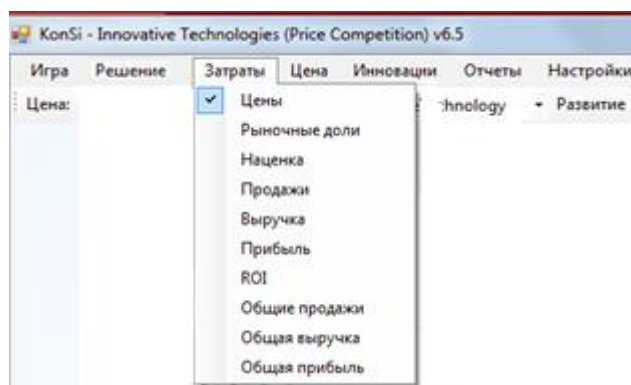 KonSi - Innovative Technologies (Price Competition) v6.5
Игра Решение Затраты Цена Инновации Отчеты Настройки
Цена: chnology Развитие
Цены
Рыночные доли
Наценка
Продажи
Выручка
Прибыль
ROI
Общие продажи
Общая выручка
Общая прибыль